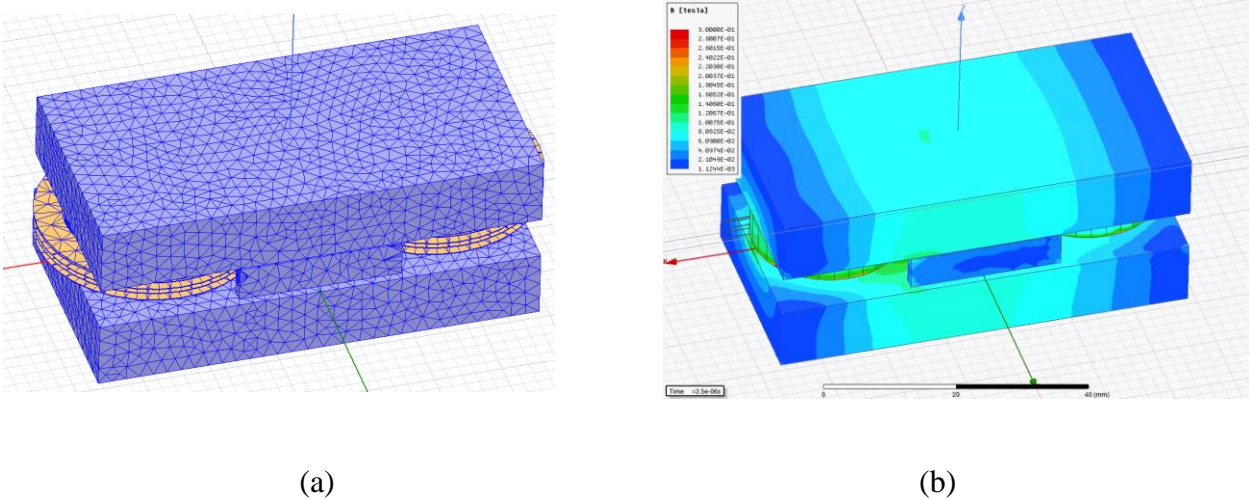 B [tesla]
3.0000E-01
2.8007E-01
2.6015E-01
2.4022E-01
2.2030E-01
2.0037E-01
1.8045E-01
1.6052E-01
1.4060E-01
1.2067E-01
1.0075E-01
8.0825E-02
6.0900E-02
4.0974E-02
2.1049E-02
1.1244E-03
Z
X
Time =3.5e-06s
0 20 40 (mm)
(a) (b)